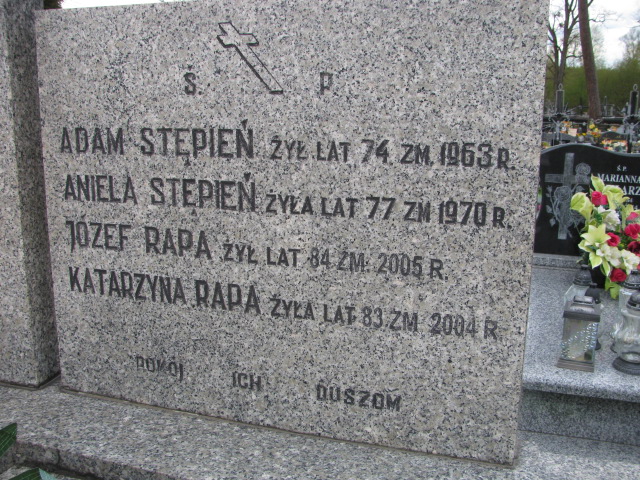 Ś. P.
ADAM STĘPIEŃ ŻYŁ LAT 74 ZM. 1963 R.
ANIELA STĘPIEŃ ŻYŁA LAT 77 ZM 1970 R.
JÓZEF RAPA ŻYŁ LAT 84 ZM. 2005 R.
KATARZYNA RAPA ŻYŁA LAT 83 ZM 2004 R
POKÓJ ICH DUSZOM
Ś.P.
MARIANNA